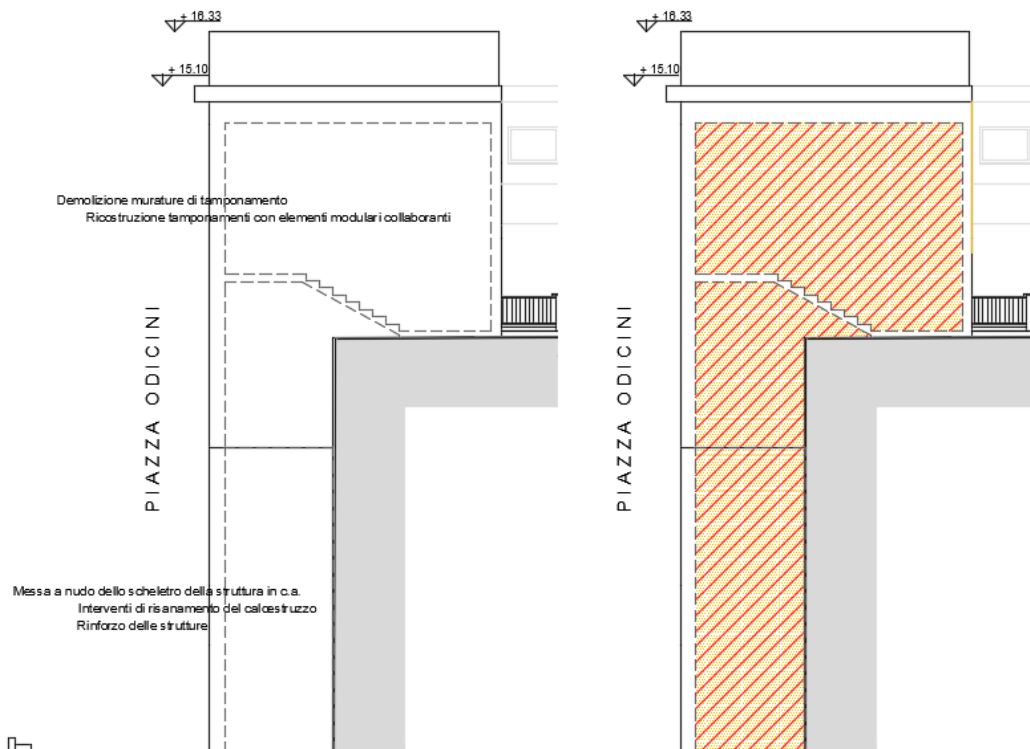 + 16.33
+ 16.33
+ 15.10
+ 15.10
Demolizione murature di tamponamento
Ricostruzione tamponamenti con elementi modulari collaboranti
PIAZZA ODICINI
PIAZZA ODICINI
Messa a nudo dello scheletro della struttura in c.a.
Interventi di risanamento del calcestruzzo
Rinforzo delle strutture